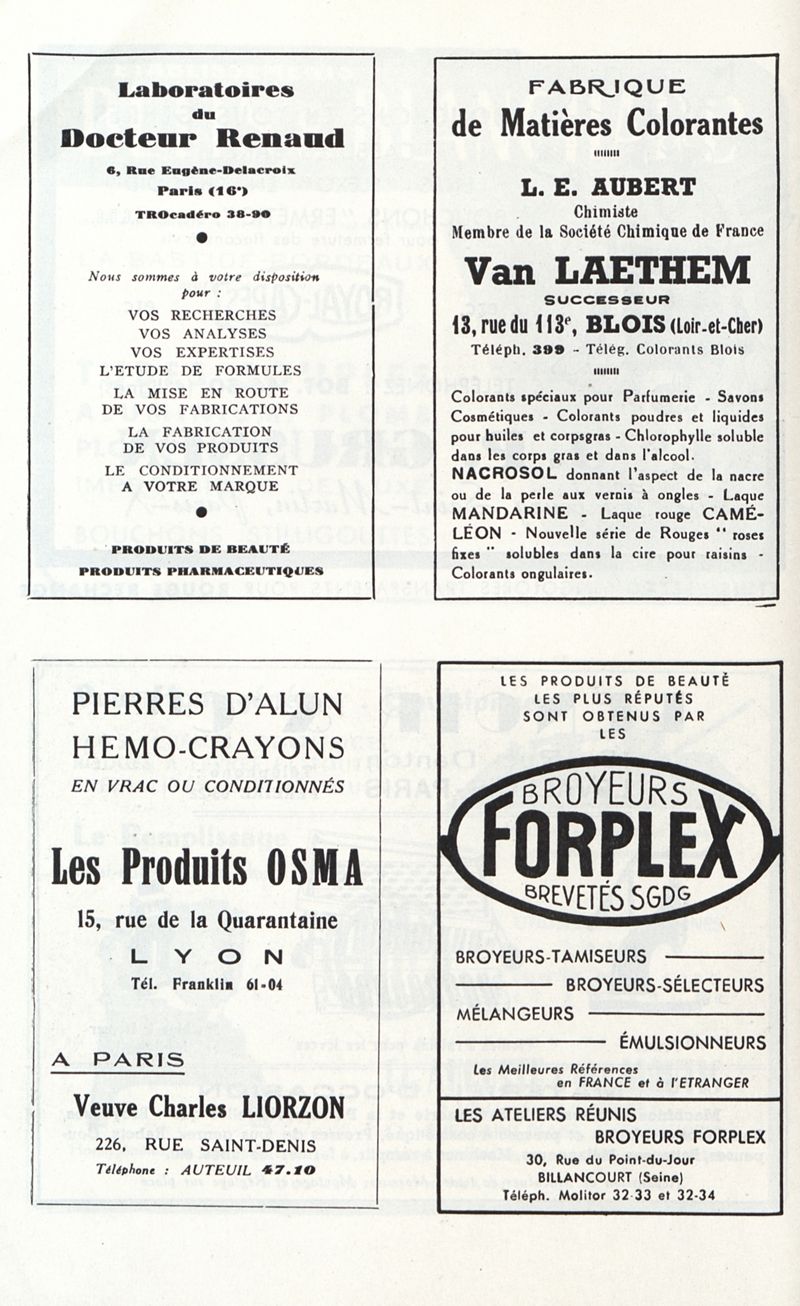 Laboratoires
du
Docteur Renaud
6, Rue Eugène-Delacroix
Paris (16e)
TROcadéro 38-90
Nous sommes à votre disposition
pour :
VOS RECHERCHES
VOS ANALYSES
VOS EXPERTISES
L'ETUDE DE FORMULES
LA MISE EN ROUTE
DE VOS FABRICATIONS
LA FABRICATION
DE VOS PRODUITS
LE CONDITIONNEMENT
A VOTRE MARQUE
PRODUITS DE BEAUTÉ
PRODUITS PHARMACEUTIQUES
FABRIQUE
de Matières Colorantes
L. E. AUBERT
Chimiste
Membre de la Société Chimique de France
Van LAETHEM
SUCCESSEUR
13, rue du 113e, BLOIS (Loir-et-Cher)
Téléph. 399 - Télég. Colorants Blois
Colorants spéciaux pour Parfumerie - Savons
Cosmétiques - Colorants poudres et liquides
pour huiles et corps gras - Chlorophylle soluble
dans les corps gras et dans l'alcool.
NACROSOL donnant l'aspect de la nacre
ou de la perle aux vernis à ongles - Laque
MANDARINE - Laque rouge CAMÉ-
LÉON - Nouvelle série de Rouges " roses
fixes " solubles dans la cire pour raisins -
Colorants ongulaires.
PIERRES D'ALUN
HEMO-CRAYONS
EN VRAC OU CONDITIONNÉS
Les Produits OSMA
15, rue de la Quarantaine
LYON
Tél. Franklin 61-04
A PARIS
Veuve Charles LIORZON
226, RUE SAINT-DENIS
Téléphone : AUTEUIL 47.10
LES PRODUITS DE BEAUTÉ
LES PLUS RÉPUTÉS
SONT OBTENUS PAR
LES
BROYEURS
FORPLEX
BREVETÉS SGDG
BROYEURS-TAMISEURS
BROYEURS-SÉLECTEURS
MÉLANGEURS
ÉMULSIONNEURS
Les Meilleures Références
en FRANCE et à l'ETRANGER
LES ATELIERS RÉUNIS
BROYEURS FORPLEX
30, Rue du Point-du-Jour
BILLANCOURT (Seine)
Téléph. Molitor 32-33 et 32-34